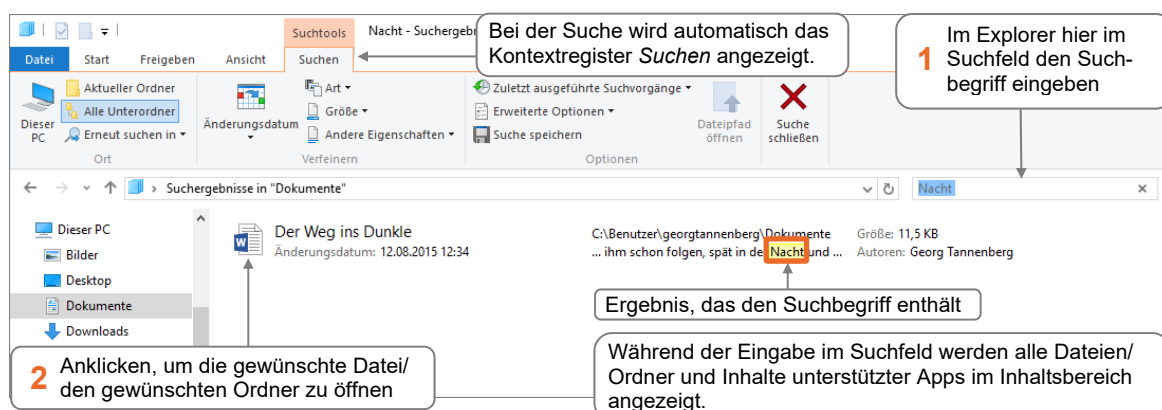 Suchtools
Nacht - Suchergeb
Bei der Suche wird automatisch das
Kontextregister Suchen angezeigt.
1
Im Explorer hier im
Suchfeld den Such-
begriff eingeben
Datei Start Freigeben Ansicht Suchen
Dieser
PC
Aktueller Ordner
Alle Unterordner
Erneut suchen in
Ort
Änderungsdatum
Art
Größe
Andere Eigenschaften
Verfeinern
Zuletzt ausgeführte Suchvorgänge
Erweiterte Optionen
Suche speichern
Dateipfad
öffnen
Optionen
Suche
schließen
Suchergebnisse in "Dokumente"
Nacht
Dieser PC
Bilder
Desktop
Dokumente
Downloads
Der Weg ins Dunkle
Änderungsdatum: 12.08.2015 12:34
C:\Benutzer\georgtannenberg\Dokumente
... ihm schon folgen, spät in de Nacht und ...
Größe: 11,5 KB
Autoren: Georg Tannenberg
Ergebnis, das den Suchbegriff enthält
2
Anklicken, um die gewünschte Datei/
den gewünschten Ordner zu öffnen
Während der Eingabe im Suchfeld werden alle Dateien/
Ordner und Inhalte unterstützter Apps im Inhaltsbereich
angezeigt.